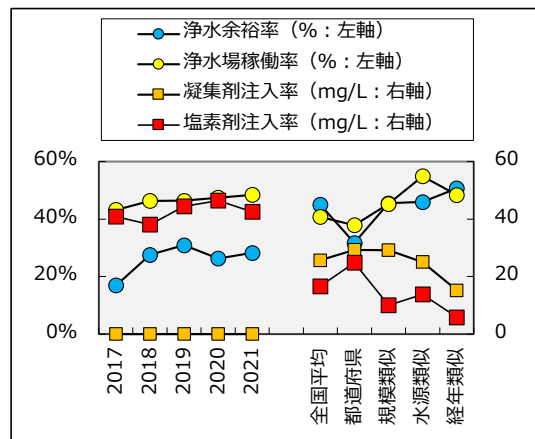 浄水余裕率（%：左軸）
浄水場稼働率（%：左軸）
凝集剤注入率（mg/L：右軸）
塩素剤注入率（mg/L：右軸）
60%
40%
20%
0%
60
40
20
0
2017
2018
2019
2020
2021
全国平均
都道府県
規模類似
水源類似
経年類似